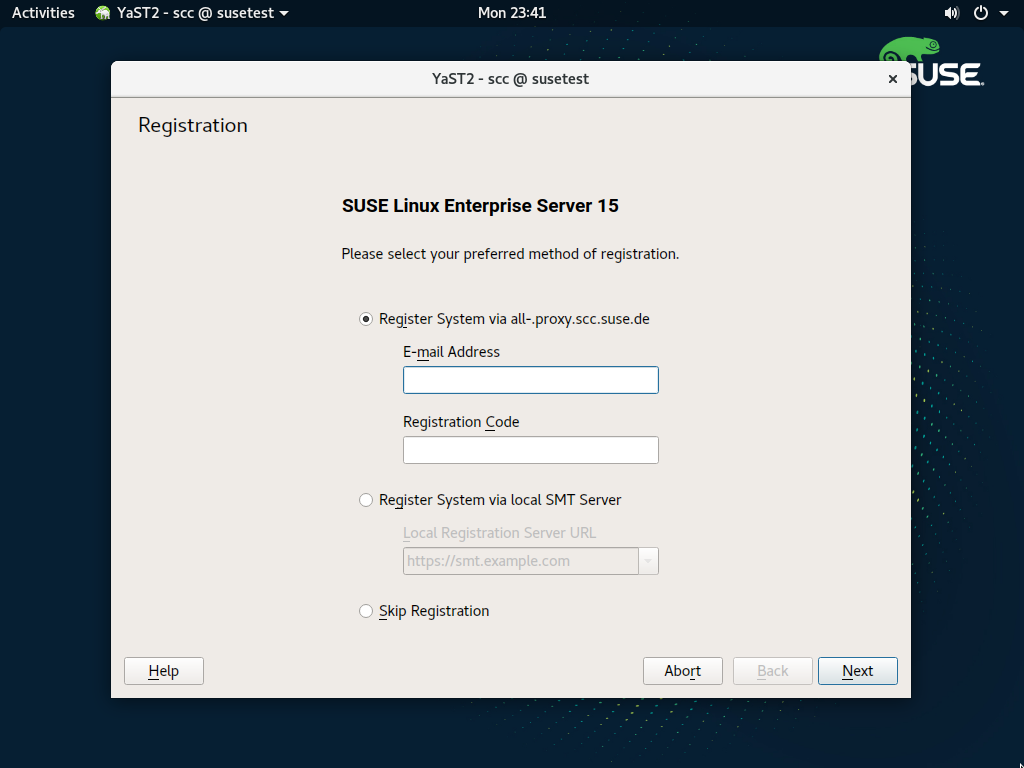 Activities YaST2 - scc @ susetest Mon 23:41
SUSE
YaST2 - scc @ susetest
Registration
SUSE Linux Enterprise Server 15
Please select your preferred method of registration.
Register System via all-.proxy.scc.suse.de
E-mail Address
Registration Code
Register System via local SMT Server
Local Registration Server URL
https://smt.example.com
Skip Registration
Help Abort Back Next